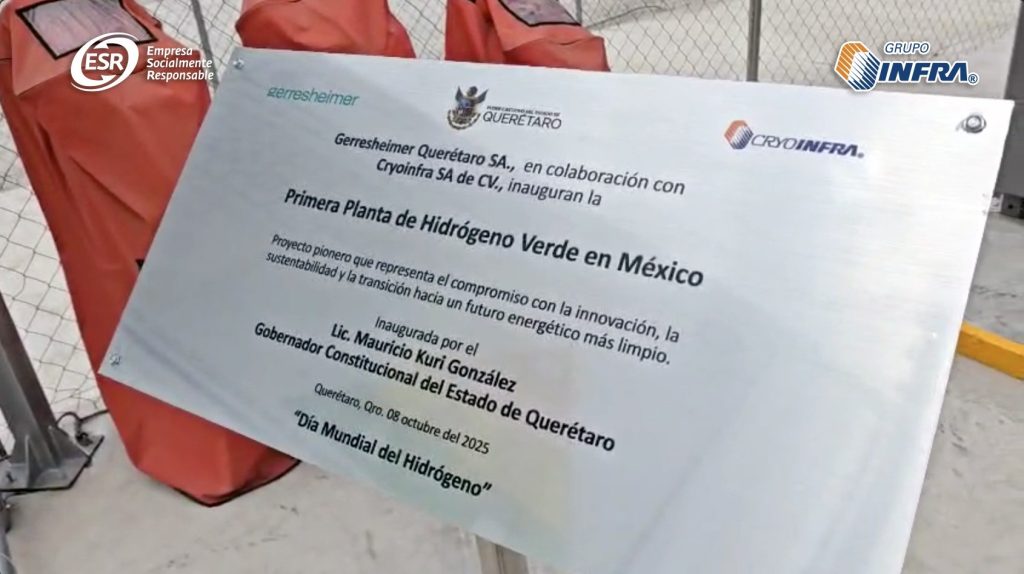 ESR
Empresa
Socialmente
Responsable
GRUPO
INFRA®
gerresheimer
QUERÉTARO
CRYOINFRA®
Gerresheimer Querétaro SA., en colaboración con
Cryoinfra SA de CV., inauguran la
Primera Planta de Hidrógeno Verde en México
Proyecto pionero que representa el compromiso con la innovación, la
sustentabilidad y la transición hacia un futuro energético más limpio.
Inaugurada por el
Lic. Mauricio Kuri González
Gobernador Constitucional del Estado de Querétaro
Querétaro, Qro. 08 octubre del 2025
“Día Mundial del Hidrógeno”